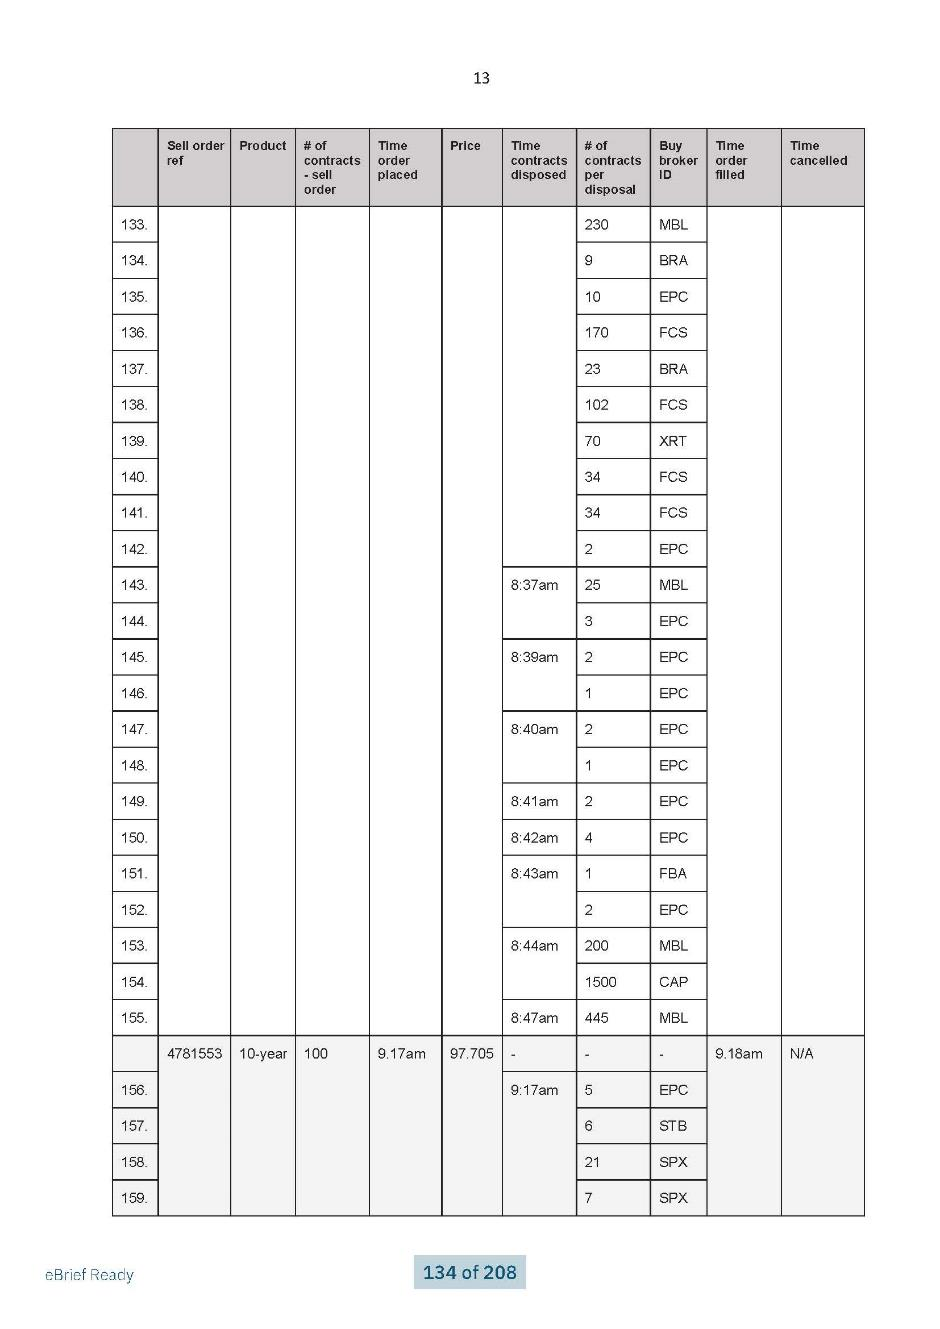 13
Sell order ref | Product | # of contracts - sell order | Time order placed | Price | Time contracts disposed | # of contracts per disposal | Buy broker ID | Time order filled | Time cancelled
133. 230 MBL
134. 9 BRA
135. 10 EPC
136. 170 FCS
137. 23 BRA
138. 102 FCS
139. 70 XRT
140. 34 FCS
141. 34 FCS
142. 2 EPC
143. 8:37am 25 MBL
144. 3 EPC
145. 8:39am 2 EPC
146. 1 EPC
147. 8:40am 2 EPC
148. 1 EPC
149. 8:41am 2 EPC
150. 8:42am 4 EPC
151. 8:43am 1 FBA
152. 2 EPC
153. 8:44am 200 MBL
154. 1500 CAP
155. 8:47am 445 MBL
4781553 10-year 100 9.17am 97.705 - - - 9.18am N/A
156. 9:17am 5 EPC
157. 6 STB
158. 21 SPX
159. 7 SPX
eBrief Ready
134 of 208